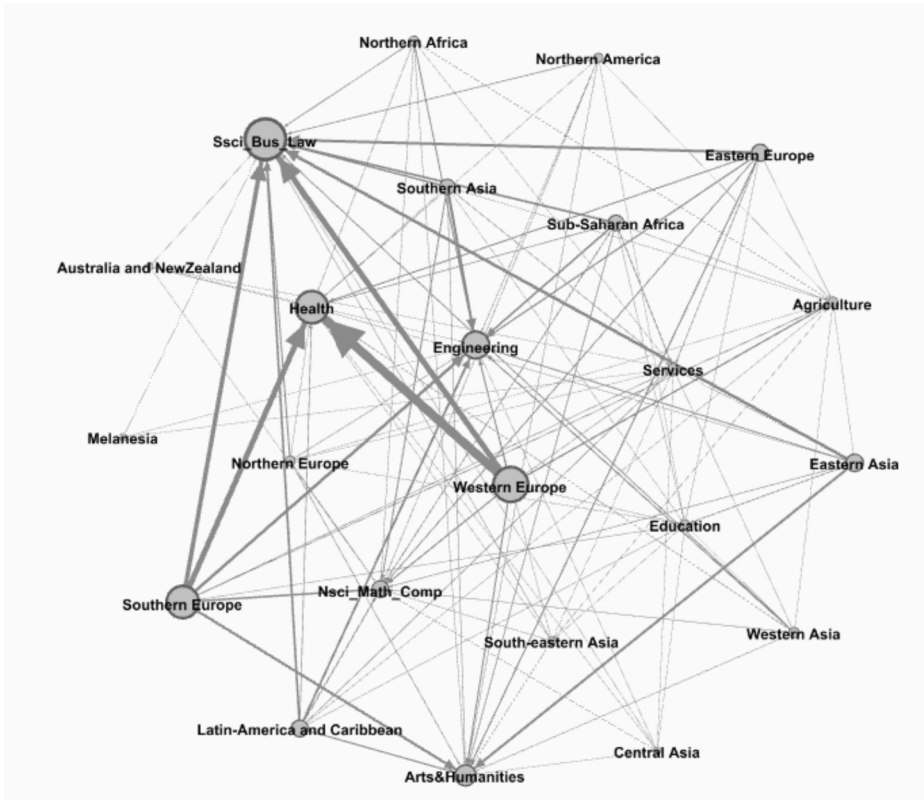 Northern Africa
Northern America
Ssci_Bus_Law
Eastern Europe
Southern Asia
Sub-Saharan Africa
Australia and NewZealand
Health
Agriculture
Engineering
Services
Melanesia
Northern Europe
Eastern Asia
Western Europe
Education
Nsci_Math_Comp
Southern Europe
Western Asia
South-eastern Asia
Latin-America and Caribbean
Central Asia
Arts&Humanities